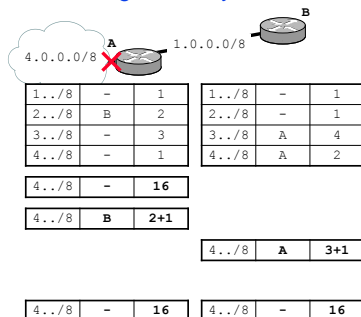 B
A
1.0.0.0/8
4.0.0.0/8
1../8 - 1 1../8 - 1
2../8 B 2 2../8 - 1
3../8 - 3 3../8 A 4
4../8 - 1 4../8 A 2
4../8 - 16
4../8 B 2+1
4../8 A 3+1
4../8 - 16 4../8 - 16